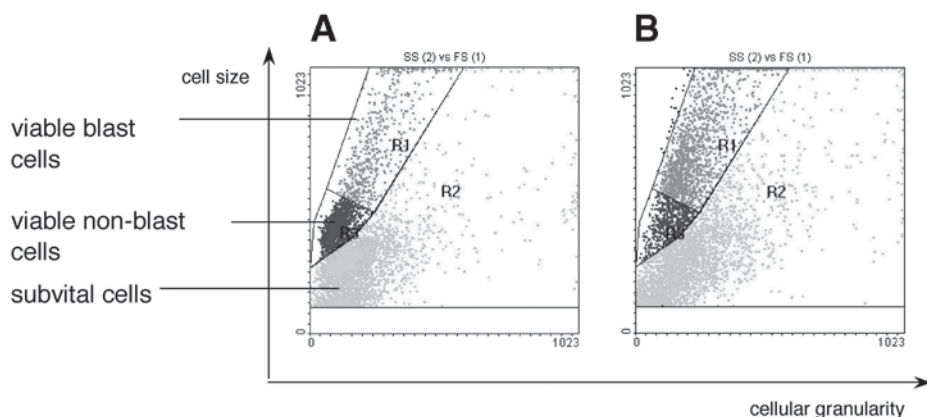 A
B
SS (2) vs FS (1)
SS (2) vs FS (1)
cell size
1023
1023
viable blast
cells
R1
R1
R2
R2
viable non-blast
cells
R3
R3
subvital cells
0
0
0
1023
0
1023
cellular granularity